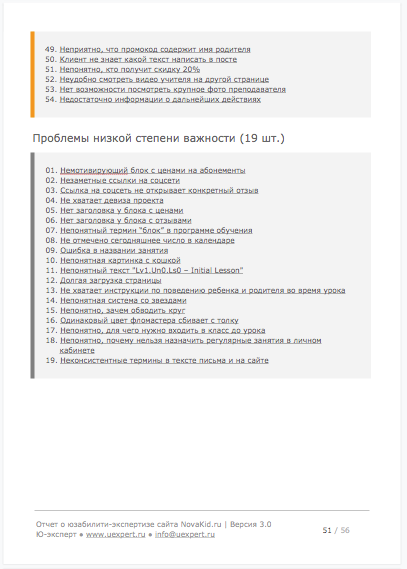 49. Неприятно, что промокод содержит имя родителя
50. Клиент не знает какой текст написать в посте
51. Непонятно, кто получит скидку 20%
52. Неудобно смотреть видео учителя на другой странице
53. Нет возможности посмотреть крупное фото преподавателя
54. Недостаточно информации о дальнейших действиях
Проблемы низкой степени важности (19 шт.)
01. Немотивирующий блок с ценами на абонементы
02. Незаметные ссылки на соцсети
03. Ссылка на соцсеть не открывает конкретный отзыв
04. Не хватает девиза проекта
05. Нет заголовка у блока с ценами
06. Нет заголовка у блока с отзывами
07. Непонятный термин "блок" в программе обучения
08. Не отмечено сегодняшнее число в календаре
09. Ошибка в названии занятия
10. Непонятная картинка с кошкой
11. Непонятный текст "Lv1.Un0.Ls0 – Initial Lesson"
12. Долгая загрузка страницы
13. Не хватает инструкции по поведению ребенка и родителя во время урока
14. Непонятная система со звездами
15. Непонятно, зачем обводить круг
16. Одинаковый цвет фломастера сбивает с толку
17. Непонятно, для чего нужно входить в класс до урока
18. Непонятно, почему нельзя назначить регулярные занятия в личном
кабинете
19. Неконсистентные термины в тексте письма и на сайте
Отчет о юзабилити-экспертизе сайта NovaKid.ru | Версия 3.0
Ю-эксперт ● www.uexpert.ru ● info@uexpert.ru
51 / 56